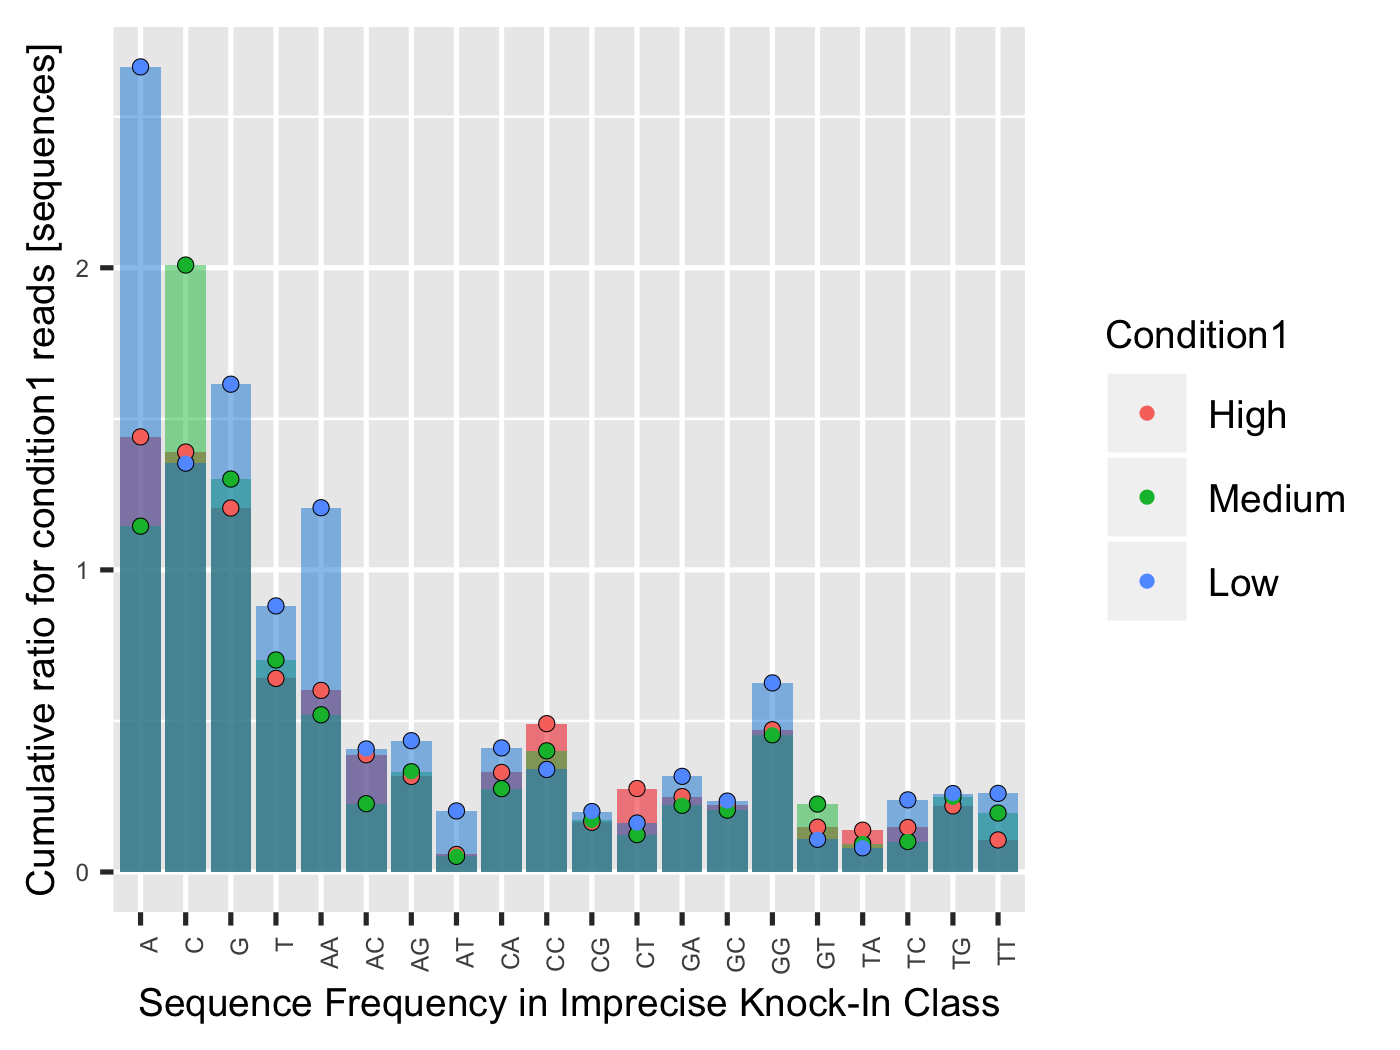 Cumulative ratio for condition1 reads [sequences]
2
1
0
A C G T AA AC AG AT CA CC CG CT GA GC GG GT TA TC TG TT
Sequence Frequency in Imprecise Knock-In Class
Condition1
High
Medium
Low